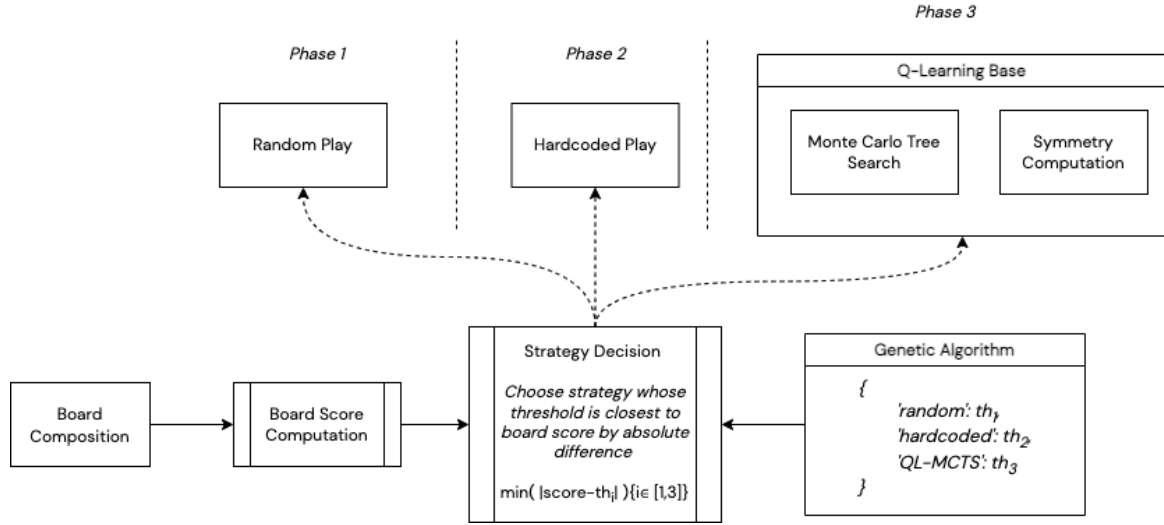 Phase 1
Phase 2
Phase 3
Q-Learning Base
Random Play
Hardcoded Play
Monte Carlo Tree
Search
Symmetry
Computation
Board
Composition
Board Score
Computation
Strategy Decision
Choose strategy whose
threshold is closest to
board score by absolute
difference
min( |score-thᵢ| ){i∈ [1,3]}
Genetic Algorithm
{
'random': th₁,
'hardcoded': th₂,
'QL-MCTS': th₃
}